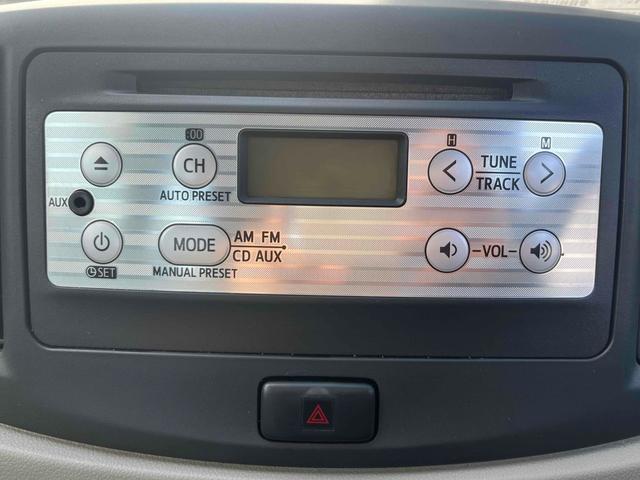 :00
H
M
CH
TUNE
TRACK
AUTO PRESET
AUX
MODE
AM FM
CD AUX
-VOL-
SET
MANUAL PRESET